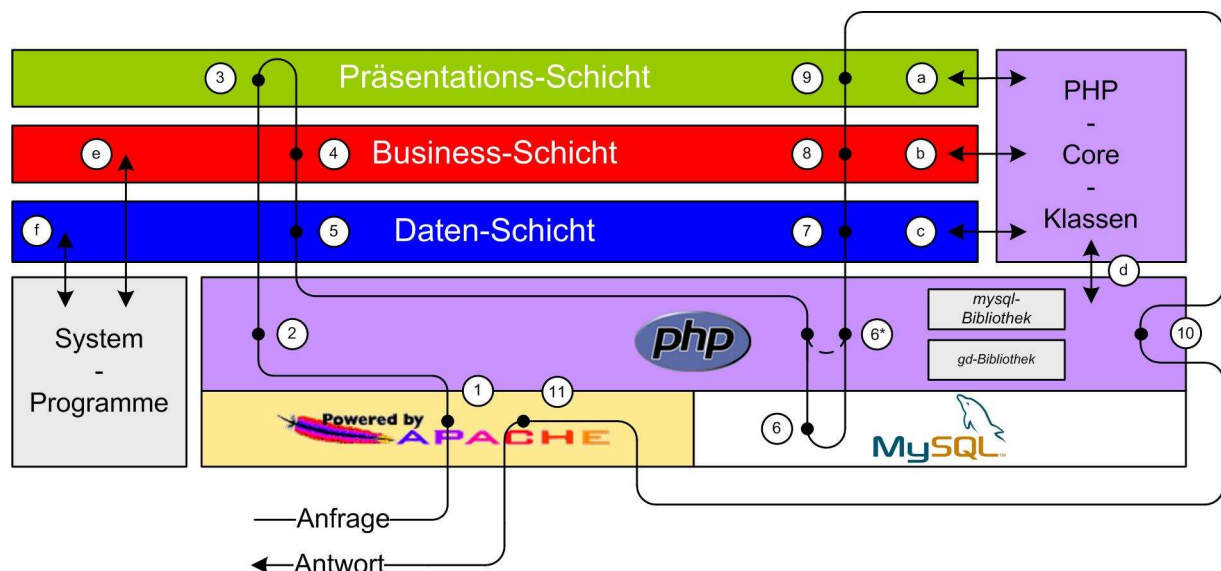 3
Präsentations-Schicht
9
a
e
4
Business-Schicht
8
b
f
5
Daten-Schicht
7
c
PHP
-
Core
-
Klassen
d
System
-
Programme
2
php
6*
mysql-
Bibliothek
gd-Bibliothek
10
1
11
Powered by
APACHE
6
MySQL
Anfrage
Antwort